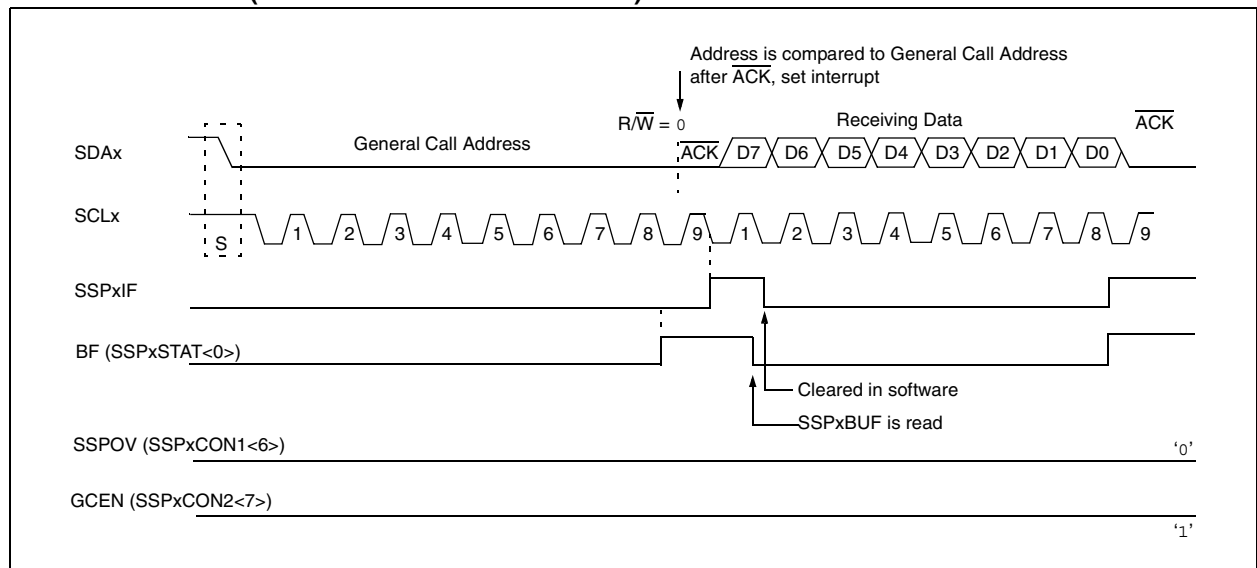 Address is compared to General Call Address
after ACK, set interrupt
R/W = 0
Receiving Data
ACK
SDAx
General Call Address
ACK D7 D6 D5 D4 D3 D2 D1 D0
SCLx
S 1 2 3 4 5 6 7 8 9 1 2 3 4 5 6 7 8 9
SSPxIF
BF (SSPxSTAT<0>)
Cleared in software
SSPxBUF is read
SSPOV (SSPxCON1<6>)
‘0’
GCEN (SSPxCON2<7>)
‘1’